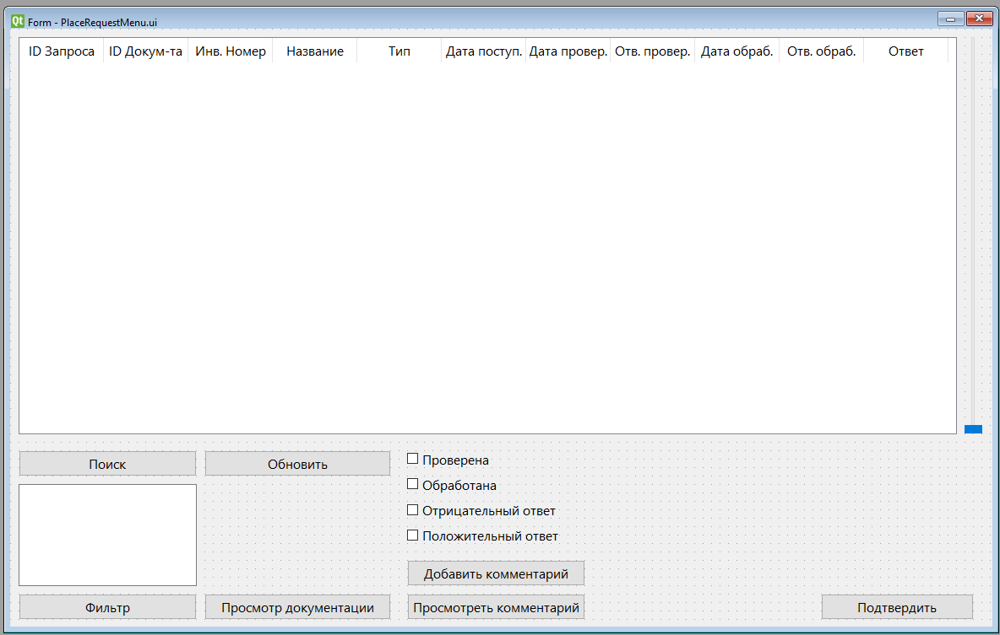 Qt Form - PlaceRequestMenu.ui
ID Запроса ID Докум-та Инв. Номер Название Тип Дата поступ. Дата провер. Отв. провер. Дата обраб. Отв. обраб. Ответ
Поиск Обновить
Проверена
Обработана
Отрицательный ответ
Положительный ответ
Добавить комментарий
Фильтр Просмотр документации Просмотреть комментарий Подтвердить